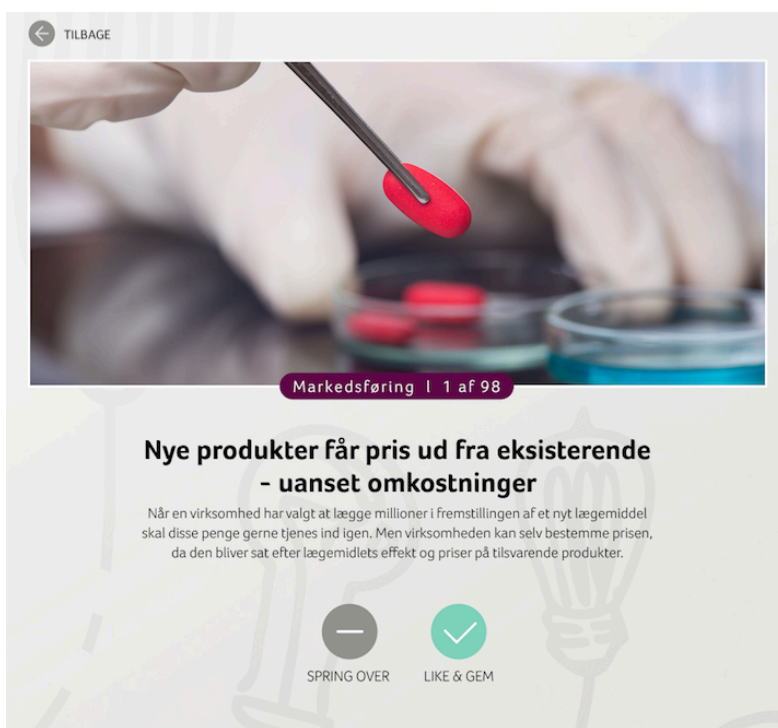 TILBAGE
Markedsføring | 1 af 98
Nye produkter får pris ud fra eksisterende
- uanset omkostninger
Når en virksomhed har valgt at lægge millioner i fremstillingen af et nyt lægemiddel
skal disse penge gerne tjenes ind igen. Men virksomheden kan selv bestemme prisen,
da den bliver sat efter lægemidlets effekt og priser på tilsvarende produkter.
SPRING OVER
LIKE & GEM